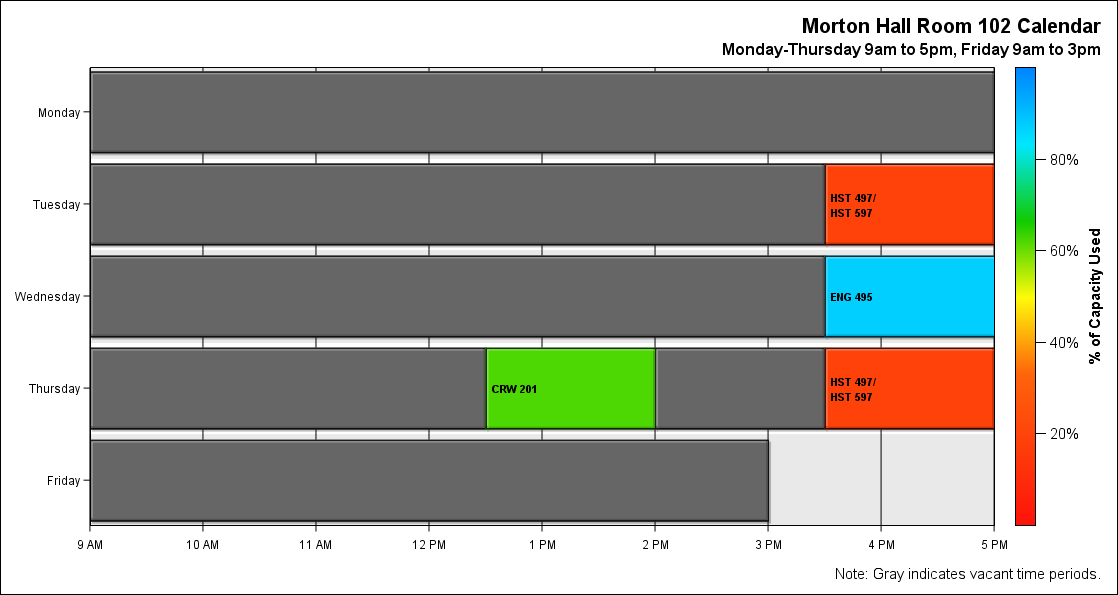 Morton Hall Room 102 Calendar
Monday-Thursday 9am to 5pm, Friday 9am to 3pm
Monday
Tuesday
HST 497/
HST 597
Wednesday
ENG 495
Thursday
CRW 201
HST 497/
HST 597
Friday
9 AM 10 AM 11 AM 12 PM 1 PM 2 PM 3 PM 4 PM 5 PM
80%
60%
40%
20%
% of Capacity Used
Note: Gray indicates vacant time periods.